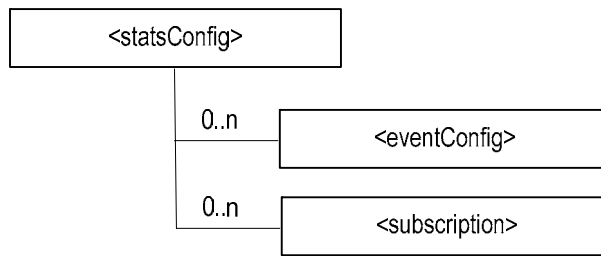 <statsConfig>
0..n
<eventConfig>
0..n
<subscription>